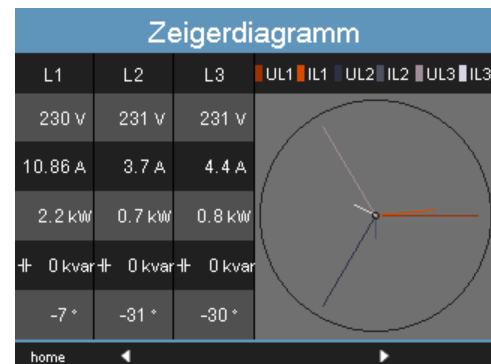 Zeigerdiagramm
L1 L2 L3 UL1 IL1 UL2 IL2 UL3 IL3
230 V 231 V 231 V
10.86 A 3.7 A 4.4 A
2.2 kW 0.7 kW 0.8 kW
0 kvar 0 kvar 0 kvar
-7 ° -31 ° -30 °
home